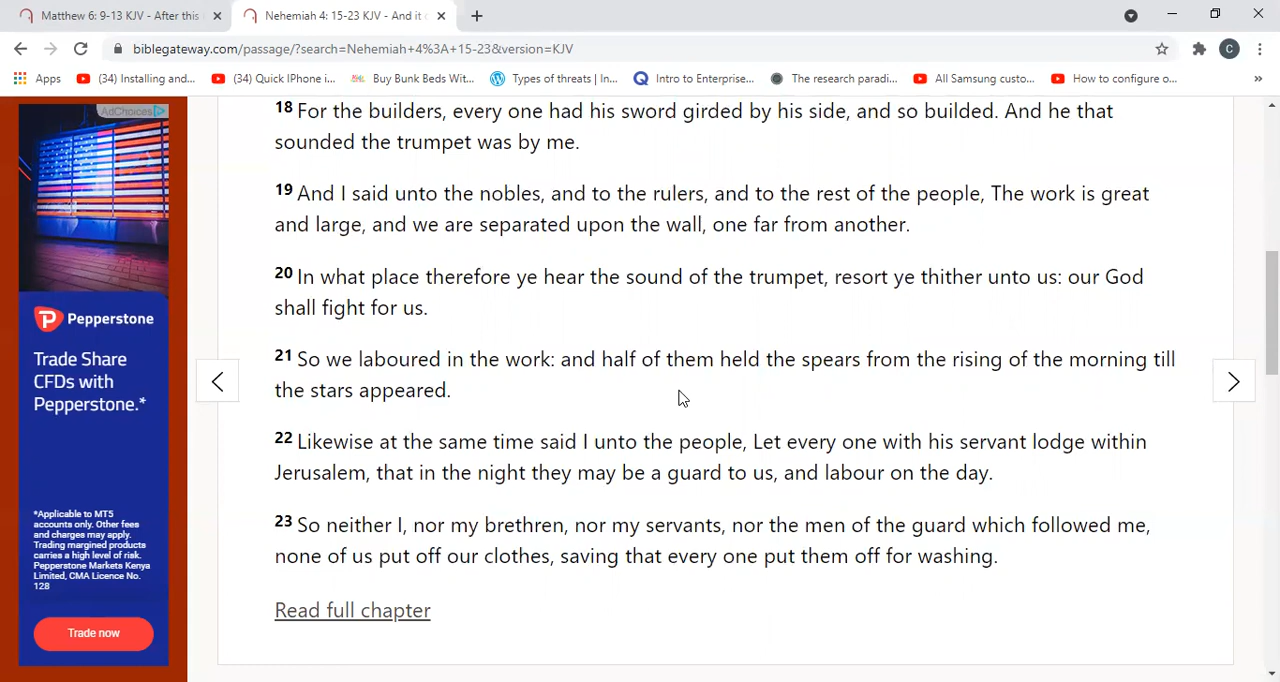 Matthew 6: 9-13 KJV - After this
Nehemiah 4: 15-23 KJV - And it c
biblegateway.com/passage/?search=Nehemiah+4%3A+15-23&version=KJV
C
Apps
(34) Installing and...
(34) Quick IPhone i...
Buy Bunk Beds Wit...
Types of threats | In...
Intro to Enterprise...
The research paradi...
All Samsung custo...
How to configure o...
AdChoices
Pepperstone
Trade Share
CFDs with
Pepperstone.*
*Applicable to MT5
accounts only. Other fees
and charges may apply.
Trading margined products
carries a high level of risk.
Pepperstone Markets Kenya
Limited, CMA Licence No.
128
Trade now
18 For the builders, every one had his sword girded by his side, and so builded. And he that
sounded the trumpet was by me.
19 And I said unto the nobles, and to the rulers, and to the rest of the people, The work is great
and large, and we are separated upon the wall, one far from another.
20 In what place therefore ye hear the sound of the trumpet, resort ye thither unto us: our God
shall fight for us.
21 So we laboured in the work: and half of them held the spears from the rising of the morning till
the stars appeared.
22 Likewise at the same time said I unto the people, Let every one with his servant lodge within
Jerusalem, that in the night they may be a guard to us, and labour on the day.
23 So neither I, nor my brethren, nor my servants, nor the men of the guard which followed me,
none of us put off our clothes, saving that every one put them off for washing.
Read full chapter